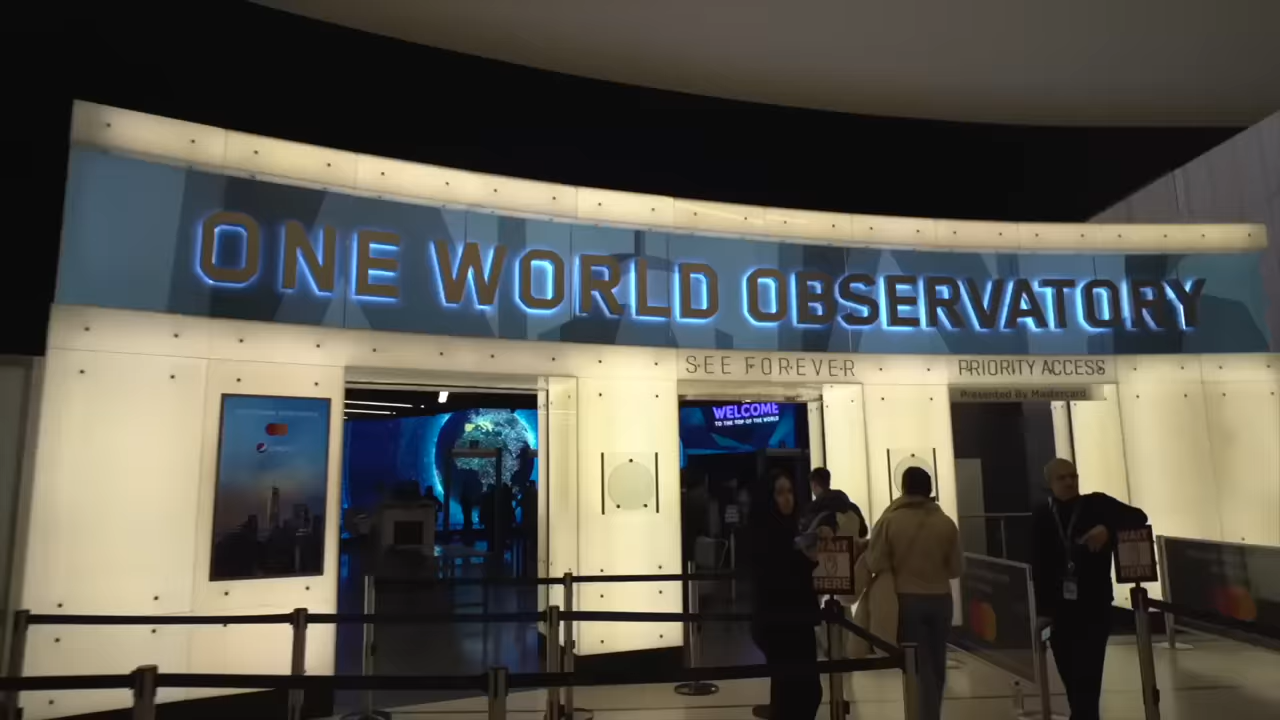 ONE WORLD OBSERVATORY
SEE FOREVER
PRIORITY ACCESS
Presented By Mastercard
WELCOME
TO THE TOP OF THE WORLD
WAIT
HERE
WAIT
HERE